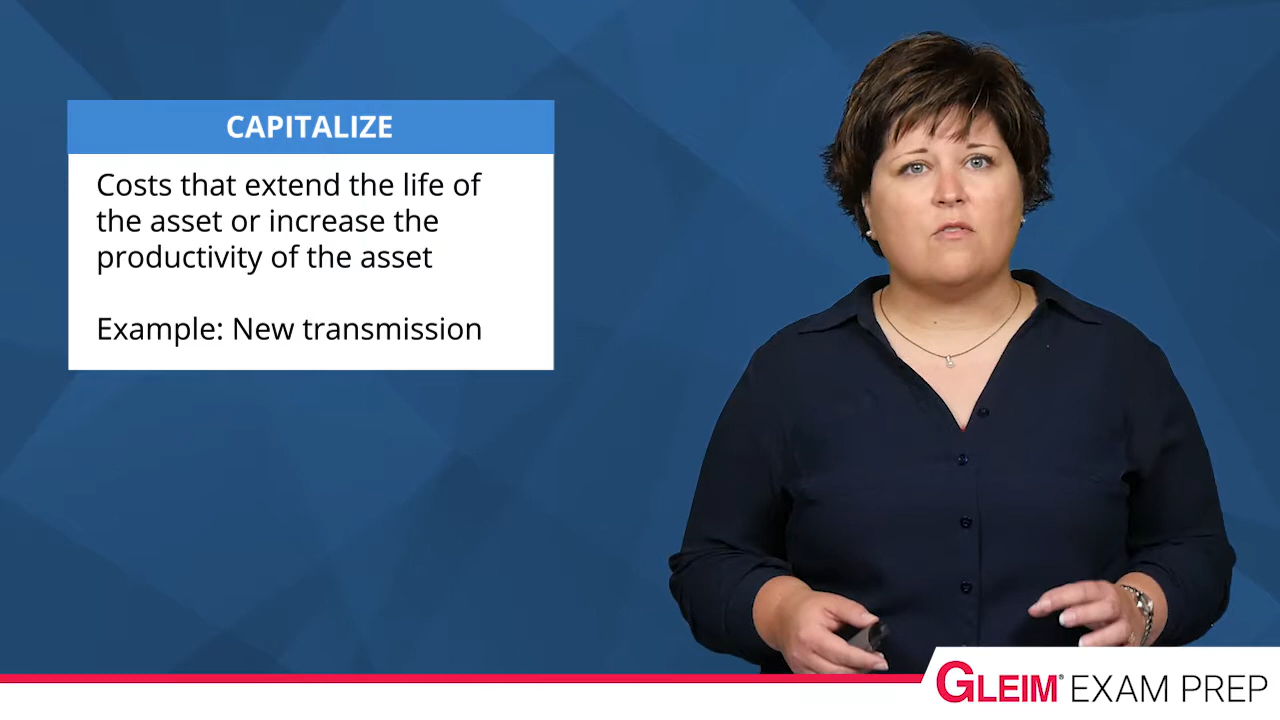 CAPITALIZE
Costs that extend the life of
the asset or increase the
productivity of the asset
Example: New transmission
GLEIM® EXAM PREP